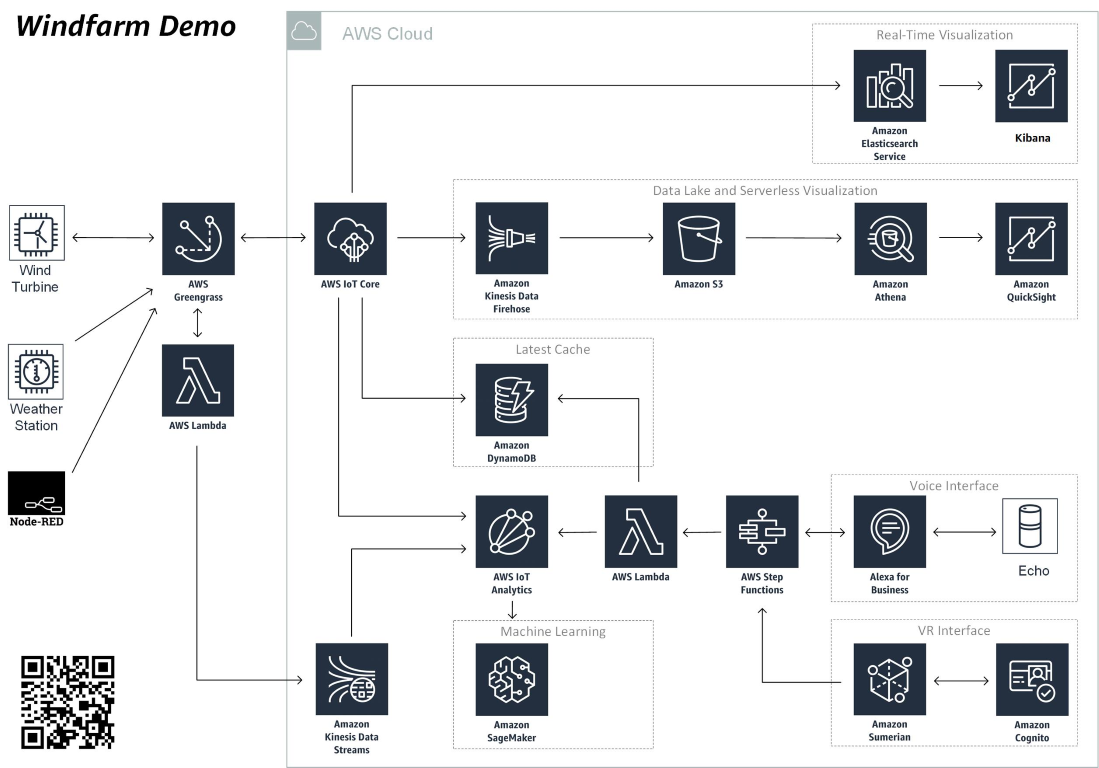 Windfarm Demo
AWS Cloud
Real-Time Visualization
Amazon
Elasticsearch
Service
Kibana
Data Lake and Serverless Visualization
Wind
Turbine
AWS
Greengrass
AWS IoT Core
Amazon
Kinesis Data
Firehose
Amazon S3
Amazon
Athena
Amazon
QuickSight
Weather
Station
AWS Lambda
Latest Cache
Amazon
DynamoDB
Node-RED
AWS IoT
Analytics
AWS Lambda
AWS Step
Functions
Voice Interface
Alexa for
Business
Echo
Machine Learning
Amazon
SageMaker
VR Interface
Amazon
Sumerian
Amazon
Cognito
Amazon
Kinesis Data
Streams